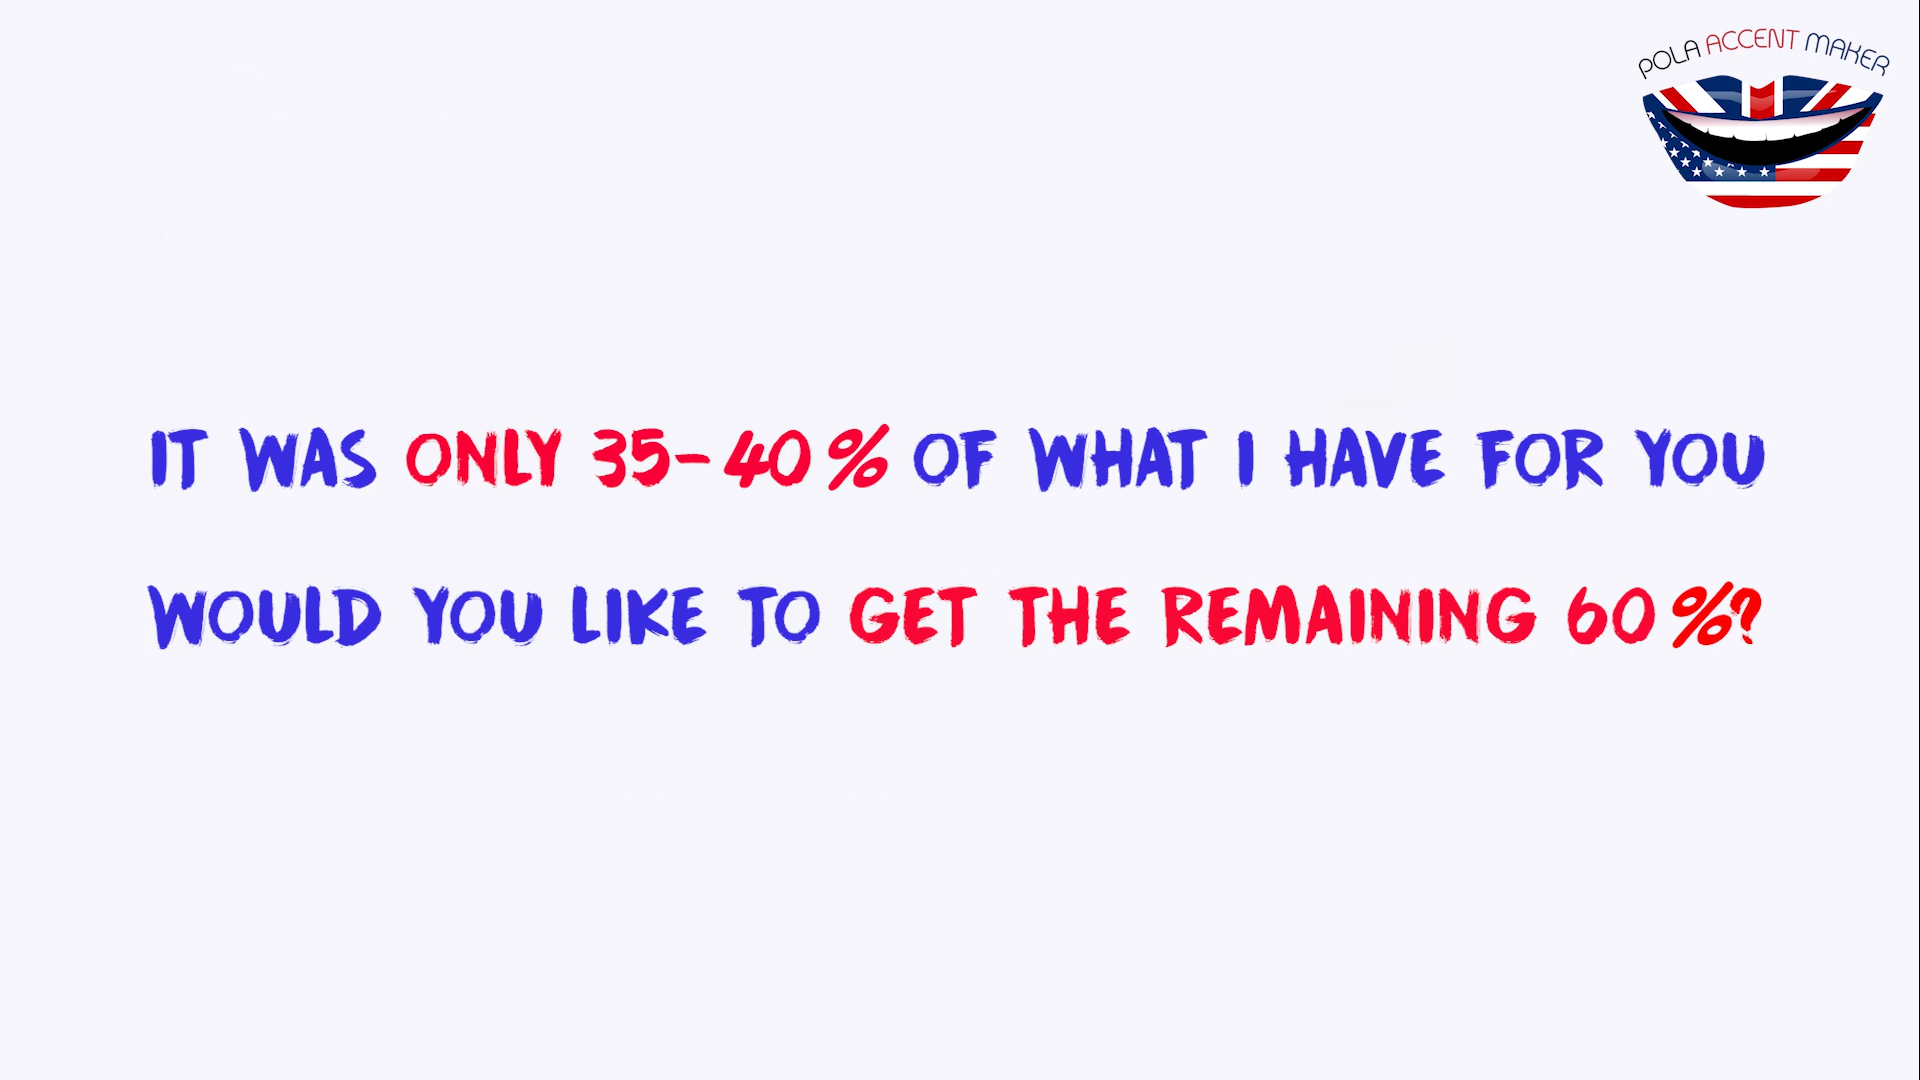 POLA ACCENT MAKER
IT WAS ONLY 35-40% OF WHAT I HAVE FOR YOU
WOULD YOU LIKE TO GET THE REMAINING 60%?